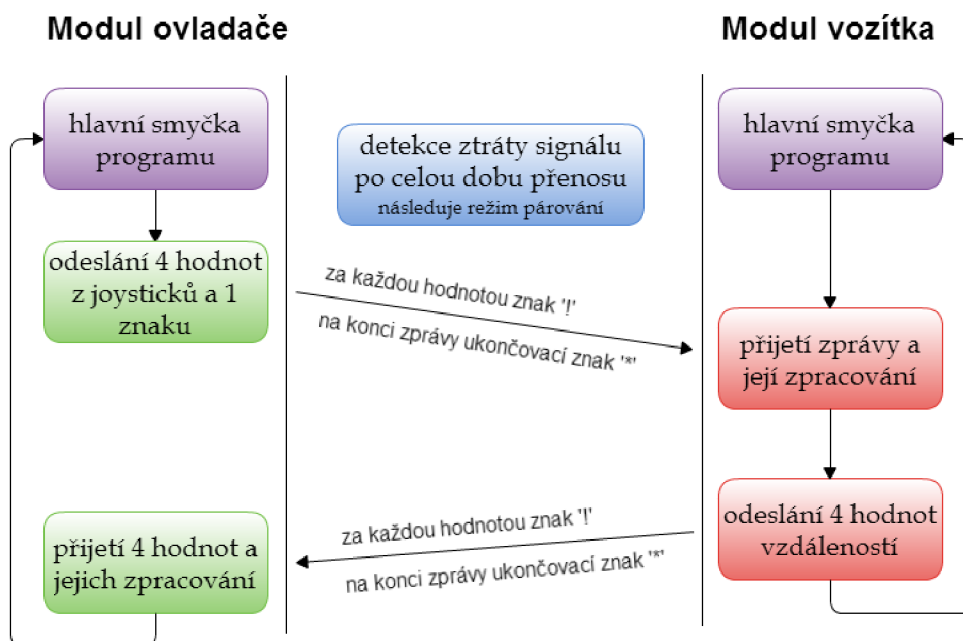 Modul ovladače
Modul vozítka
hlavní smyčka
programu
detekce ztráty signálu
po celou dobu přenosu
následuje režim párování
hlavní smyčka
programu
odeslání 4 hodnot
z joysticků a 1
znaku
za každou hodnotou znak '!'
na konci zprávy ukončovací znak '*'
přijetí zprávy a
její zpracování
přijetí 4 hodnot a
jejich zpracování
za každou hodnotou znak '!'
na konci zprávy ukončovací znak '*'
odeslání 4 hodnot
vzdáleností